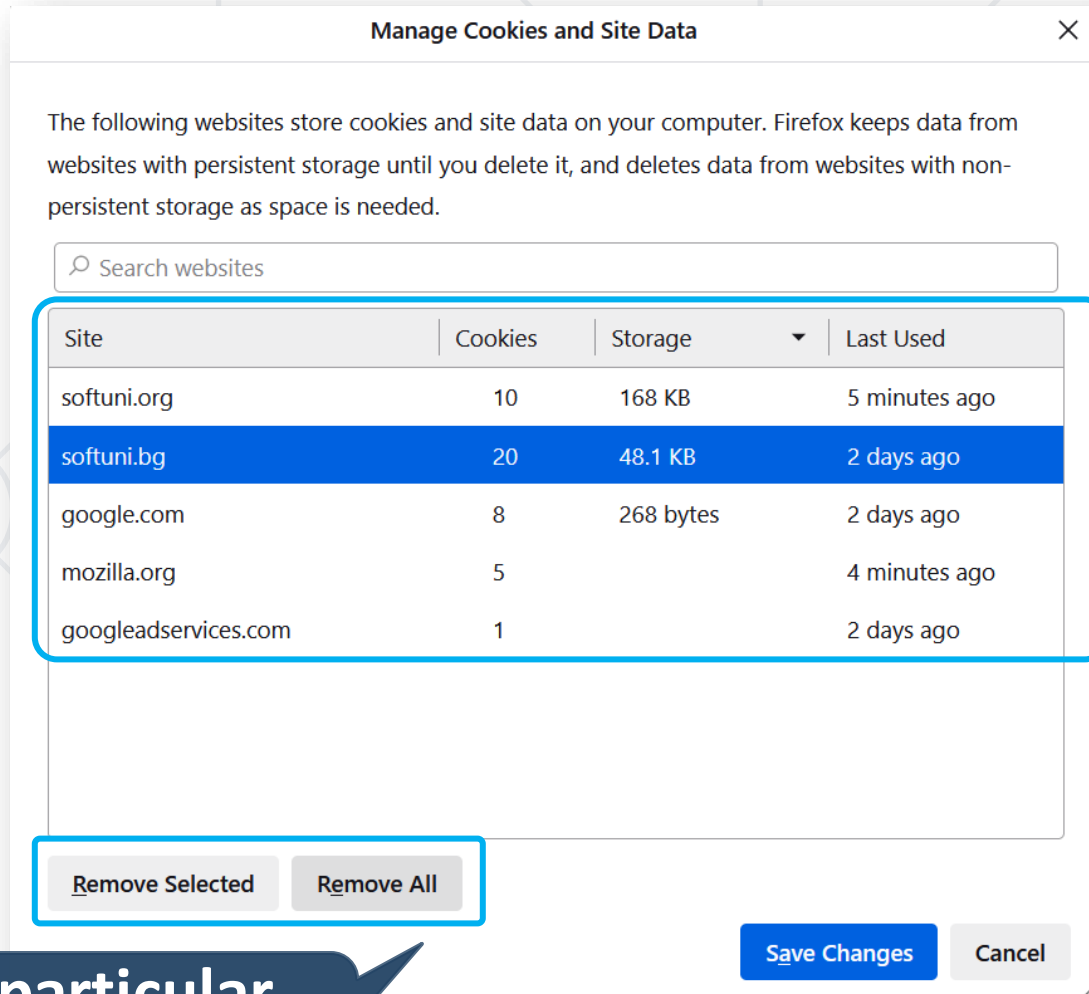 Manage Cookies and Site Data
The following websites store cookies and site data on your computer. Firefox keeps data from
websites with persistent storage until you delete it, and deletes data from websites with non-
persistent storage as space is needed.
Search websites
Site Cookies Storage Last Used
softuni.org 10 168 KB 5 minutes ago
softuni.bg 20 48.1 KB 2 days ago
google.com 8 268 bytes 2 days ago
mozilla.org 5 4 minutes ago
googleadservices.com 1 2 days ago
Remove Selected Remove All
Save Changes Cancel
particular